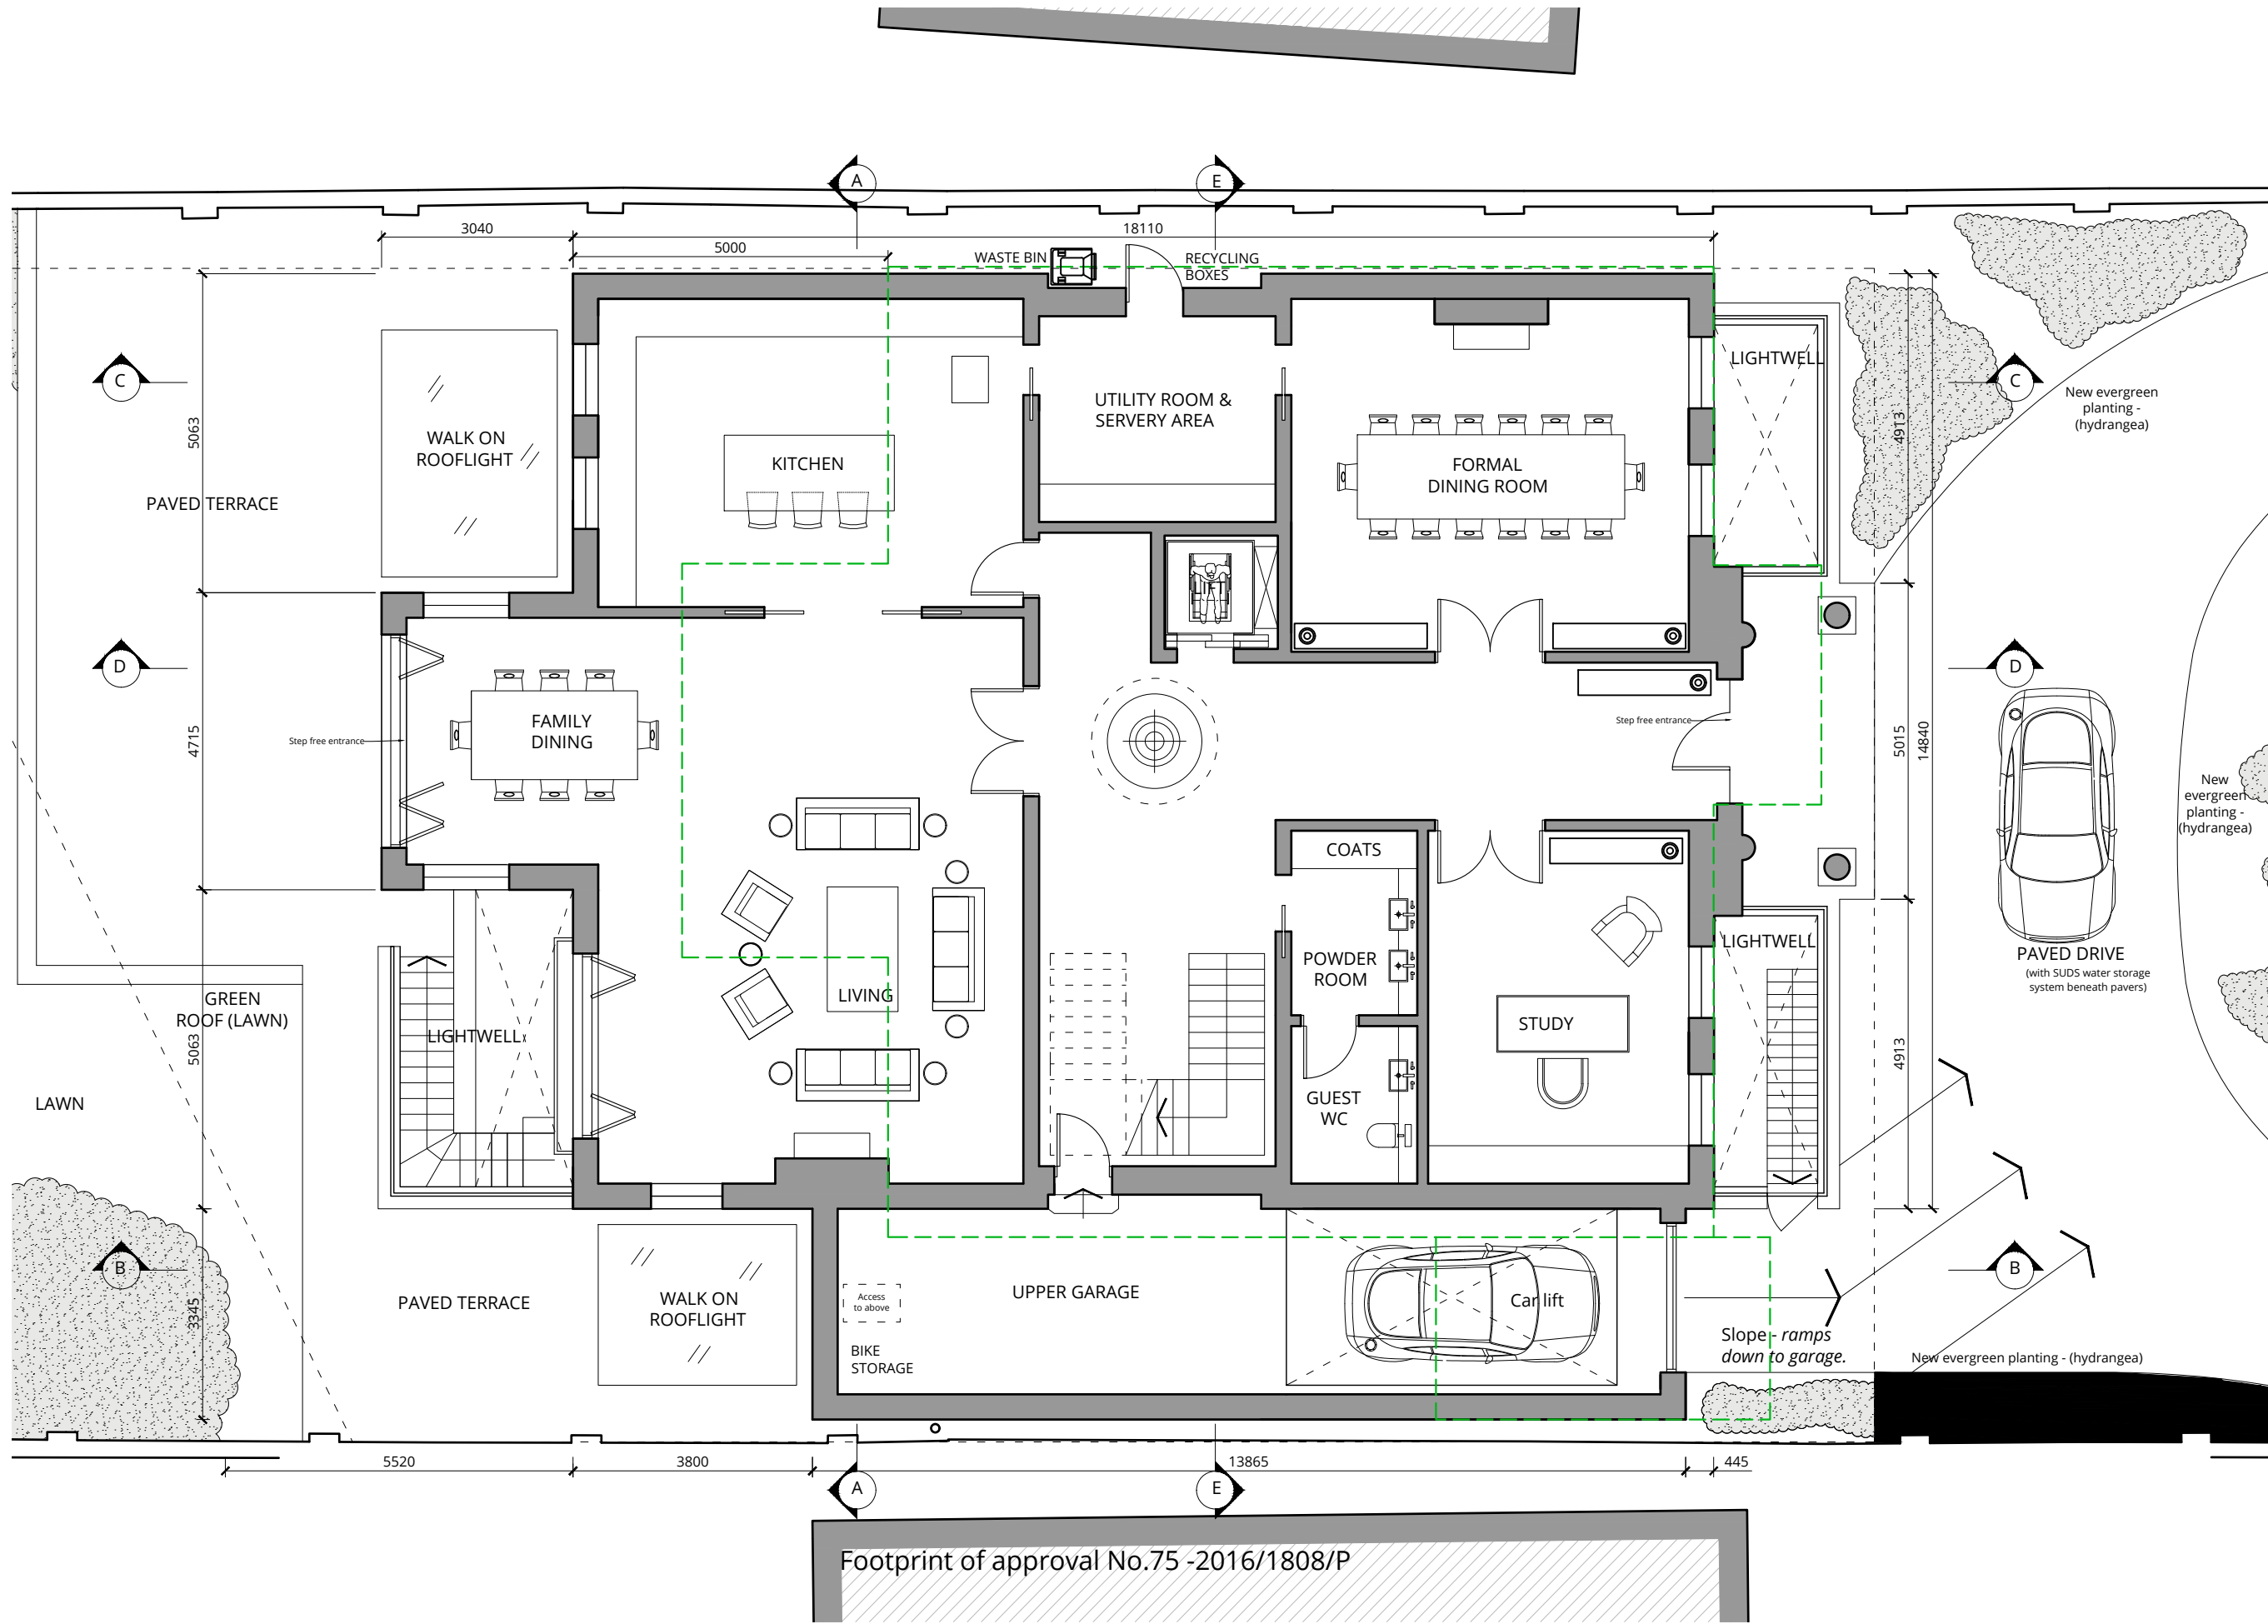 A
E
3040
18110
5000
WASTE BIN
RECYCLING
BOXES
LIGHTWELL
C
C
New evergreen
planting -
(hydrangea)
UTILITY ROOM &
SERVERY AREA
5063
4913
WALK ON
ROOFLIGHT
KITCHEN
FORMAL
DINING ROOM
PAVED TERRACE
D
D
FAMILY
DINING
Step free entrance
Step free entrance
4715
5015
14840
New
evergreen
planting -
(hydrangea)
COATS
LIGHTWELL
PAVED DRIVE
(with SUDS water storage
system beneath pavers)
POWDER
ROOM
LIVING
GREEN
ROOF (LAWN)
5063
LIGHTWELL
STUDY
4913
LAWN
GUEST
WC
B
B
UPPER GARAGE
Access
to above
Car lift
PAVED TERRACE
WALK ON
ROOFLIGHT
3345
Slope - ramps
down to garage.
BIKE
STORAGE
New evergreen planting - (hydrangea)
5520
3800
13865
445
A
E
Footprint of approval No.75 -2016/1808/P